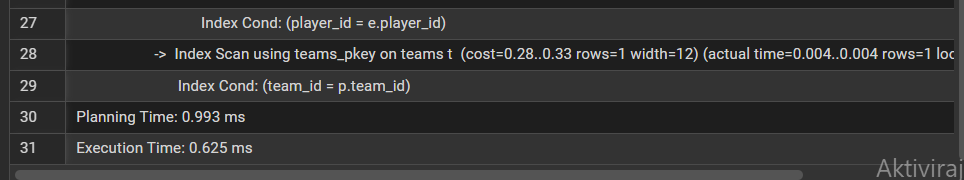 27 Index Cond: (player_id = e.player_id)
28 -> Index Scan using teams_pkey on teams t (cost=0.28..0.33 rows=1 width=12) (actual time=0.004..0.004 rows=1 loo
29 Index Cond: (team_id = p.team_id)
30 Planning Time: 0.993 ms
31 Execution Time: 0.625 ms
Aktiviraj